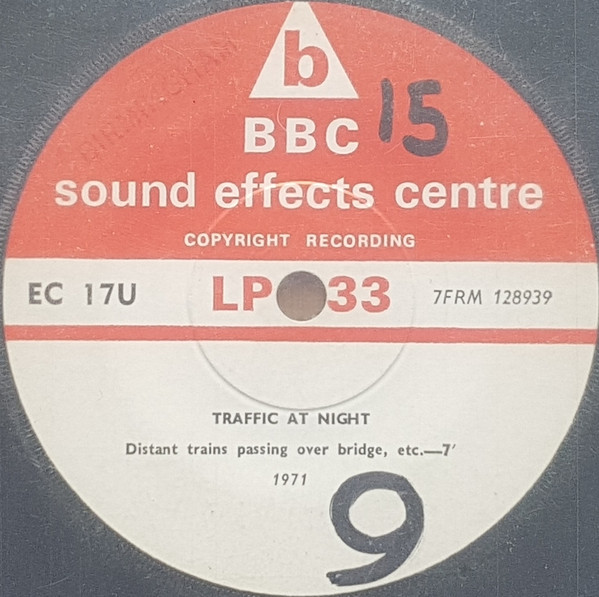 b
BBC 15
sound effects centre
COPYRIGHT RECORDING
EC 17U LP 33 7FRM 128939
TRAFFIC AT NIGHT
Distant trains passing over bridge, etc.—7′
1971
9